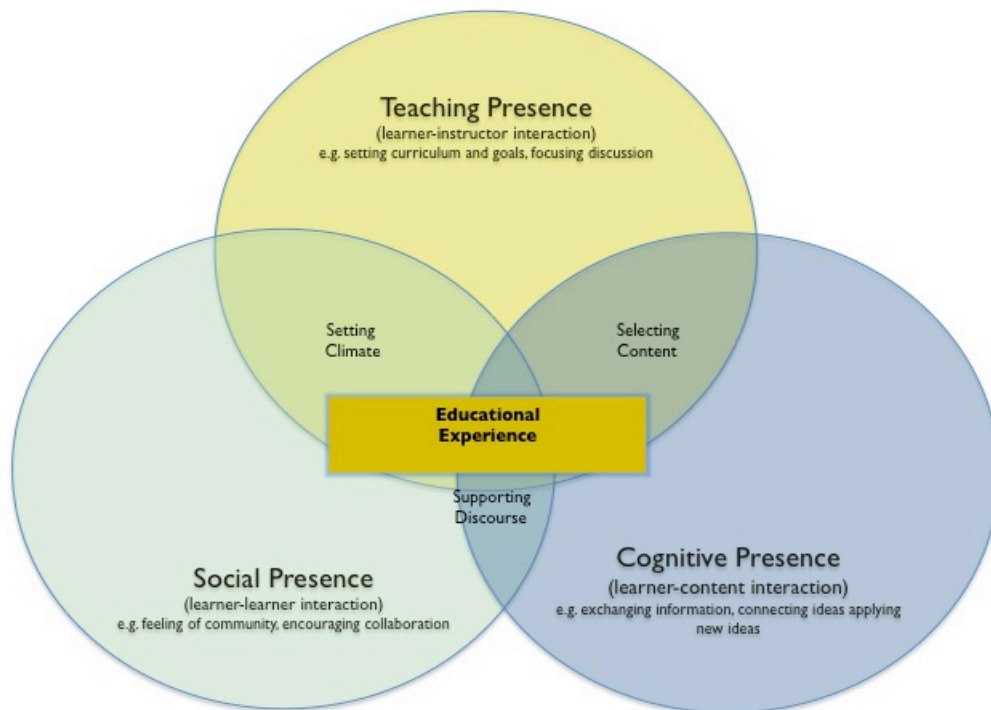 Teaching Presence
(learner-instructor interaction)
e.g. setting curriculum and goals, focusing discussion
Setting
Climate
Selecting
Content
Educational
Experience
Supporting
Discourse
Social Presence
(learner-learner interaction)
e.g. feeling of community, encouraging collaboration
Cognitive Presence
(learner-content interaction)
e.g. exchanging information, connecting ideas applying
new ideas